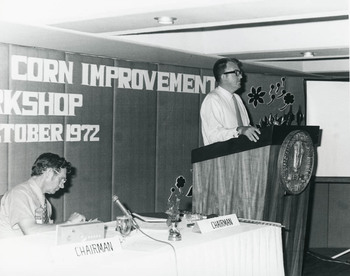 CORN IMPROVEMENT
RKSHOP
TOBER 1972
CHAIRMAN
CHAIRMAN